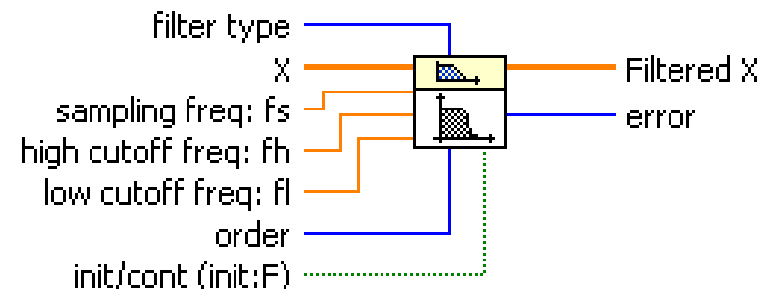 filter type
X
sampling freq: fs
high cutoff freq: fh
low cutoff freq: fl
order
init/cont (init:F)
Filtered X
error